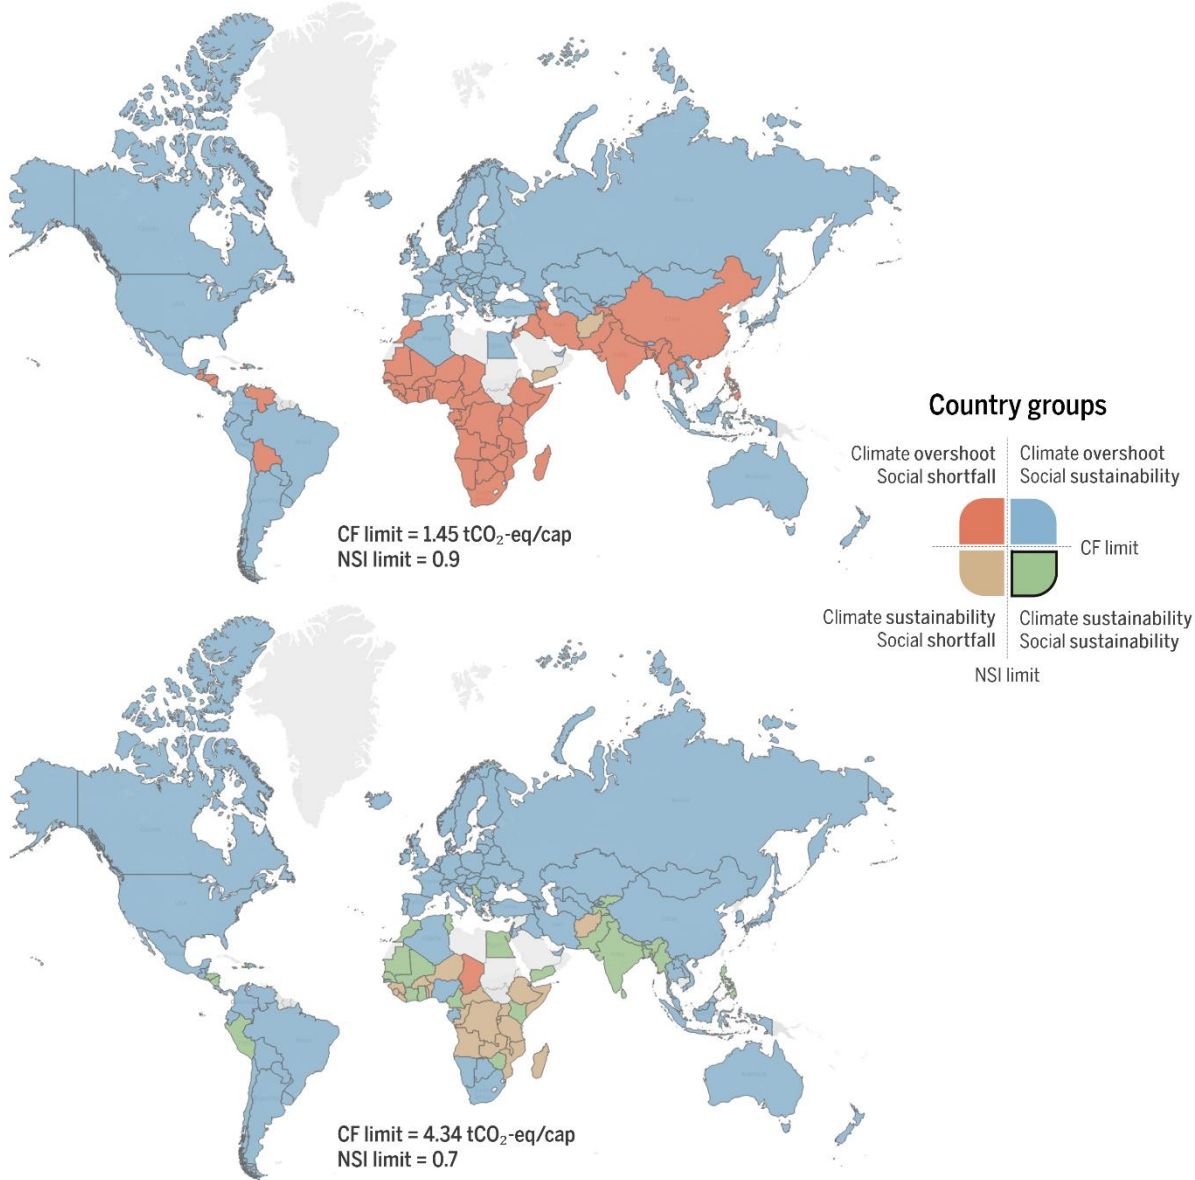 CF limit = 1.45 tCO₂-eq/cap
NSI limit = 0.9
Country groups
Climate overshoot
Social shortfall
Climate overshoot
Social sustainability
CF limit
Climate sustainability
Social shortfall
Climate sustainability
Social sustainability
NSI limit
CF limit = 4.34 tCO₂-eq/cap
NSI limit = 0.7